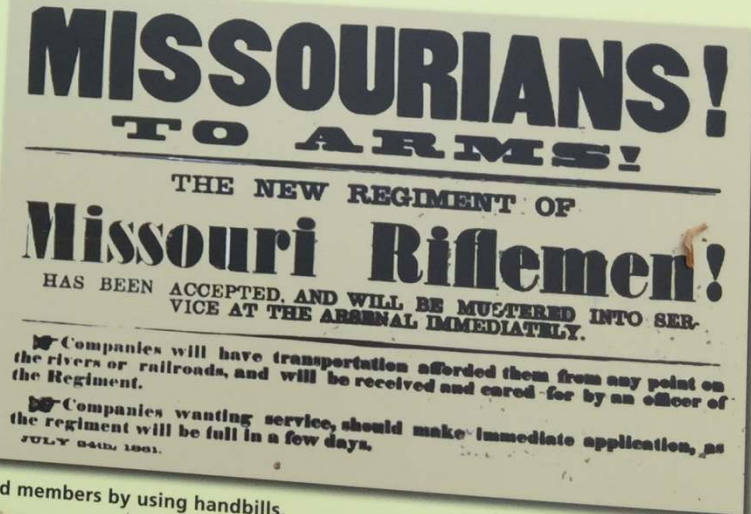 MISSOURIANS!
TO ARMS!
THE NEW REGIMENT OF
Missouri Riflemen!
HAS BEEN ACCEPTED, AND WILL BE MUSTERED INTO SER-
VICE AT THE ARSENAL IMMEDIATELY.
☛Companies will have transportation afforded them from any point on
the rivers or railroads, and will be received and cared for by an officer of
the Regiment.
☛Companies wanting service, should make immediate application, as
the regiment will be full in a few days.
JULY 24th, 1861.
d members by using handbills.